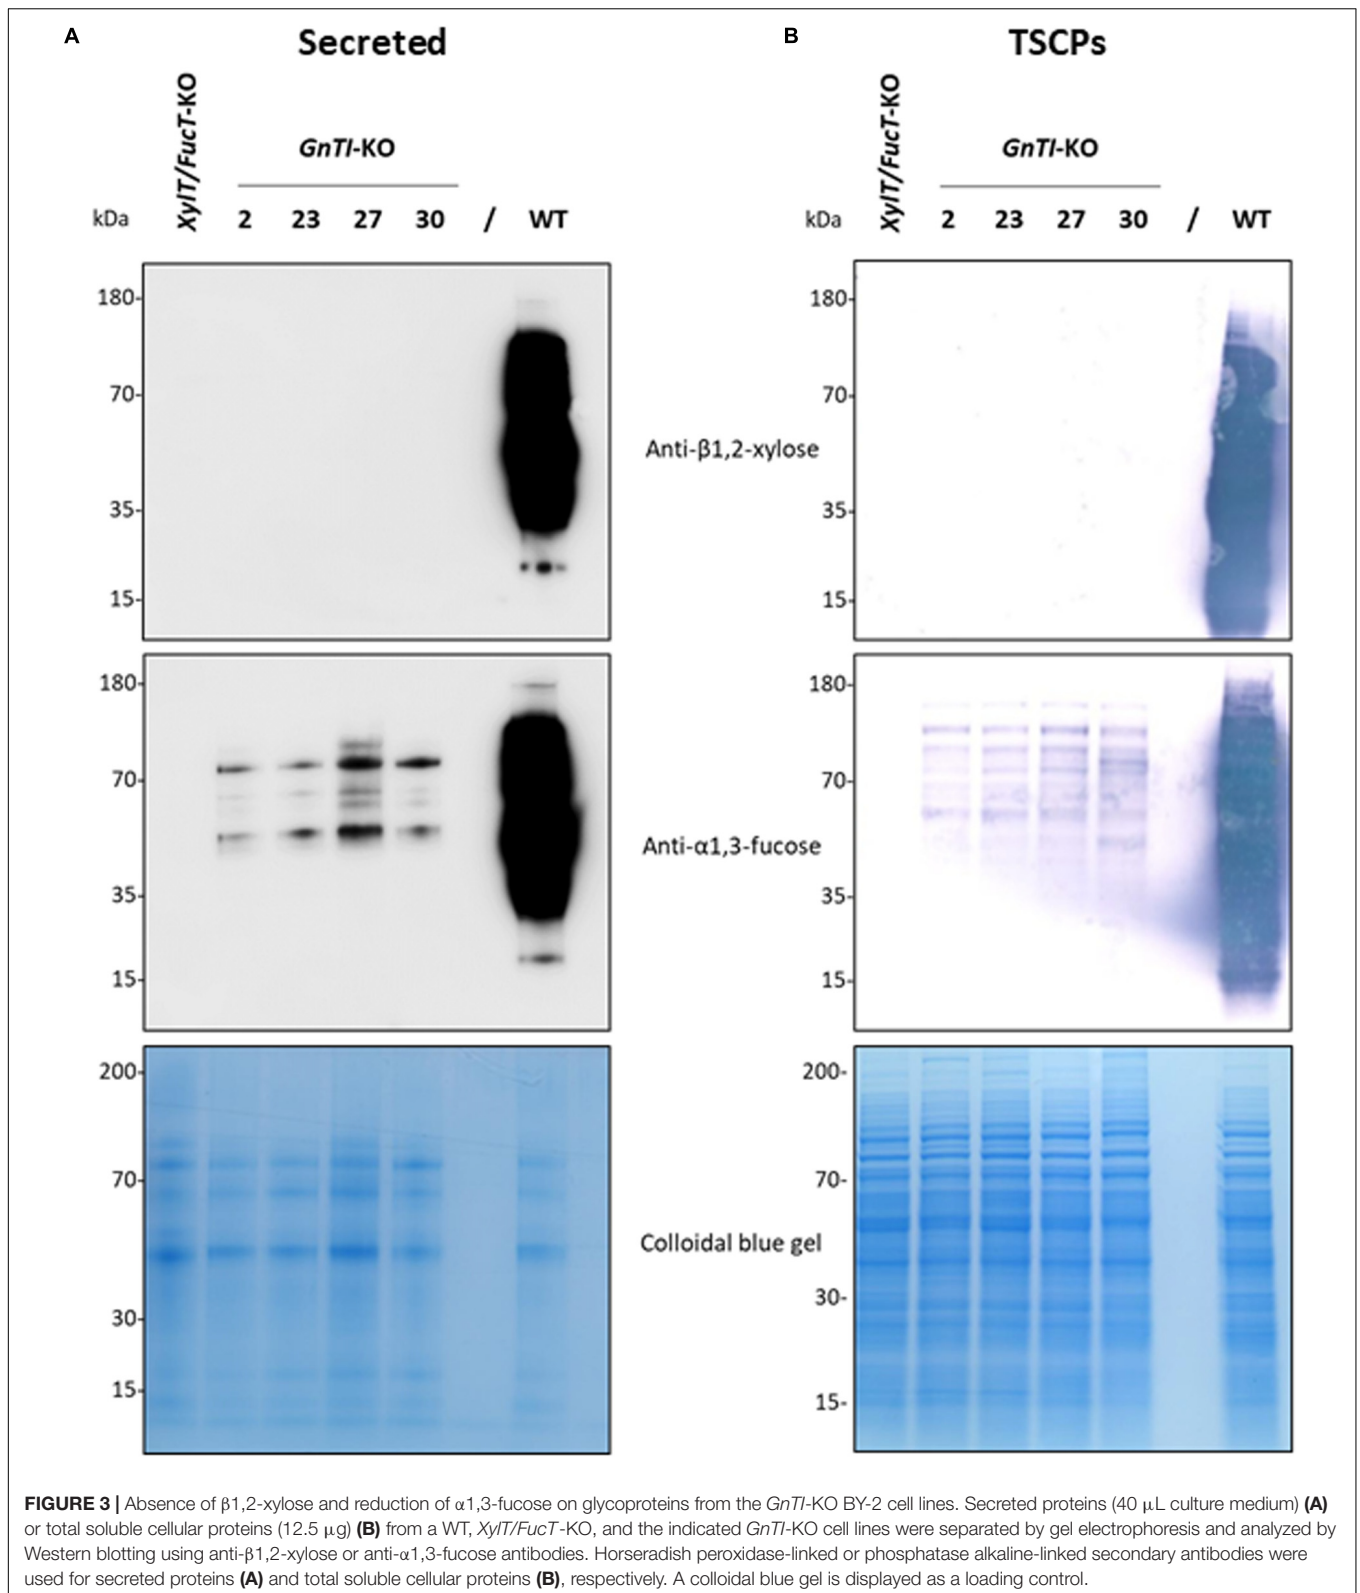 A
Secreted
B
TSCPs
XylT/FucT-KO
GnTI-KO
XylT/FucT-KO
GnTI-KO
kDa
2 23 27 30 / WT
kDa
2 23 27 30 / WT
180-
70-
35-
15-
Anti-β1,2-xylose
180-
70-
35-
15-
180-
70-
35-
15-
Anti-α1,3-fucose
180-
70-
35-
15-
200-
70-
30-
15-
Colloidal blue gel
200-
70-
30-
15-
FIGURE 3 | Absence of β1,2-xylose and reduction of α1,3-fucose on glycoproteins from the GnTI-KO BY-2 cell lines. Secreted proteins (40 μL culture medium) (A)
or total soluble cellular proteins (12.5 μg) (B) from a WT, XylT/FucT-KO, and the indicated GnTI-KO cell lines were separated by gel electrophoresis and analyzed by
Western blotting using anti-β1,2-xylose or anti-α1,3-fucose antibodies. Horseradish peroxidase-linked or phosphatase alkaline-linked secondary antibodies were
used for secreted proteins (A) and total soluble cellular proteins (B), respectively. A colloidal blue gel is displayed as a loading control.